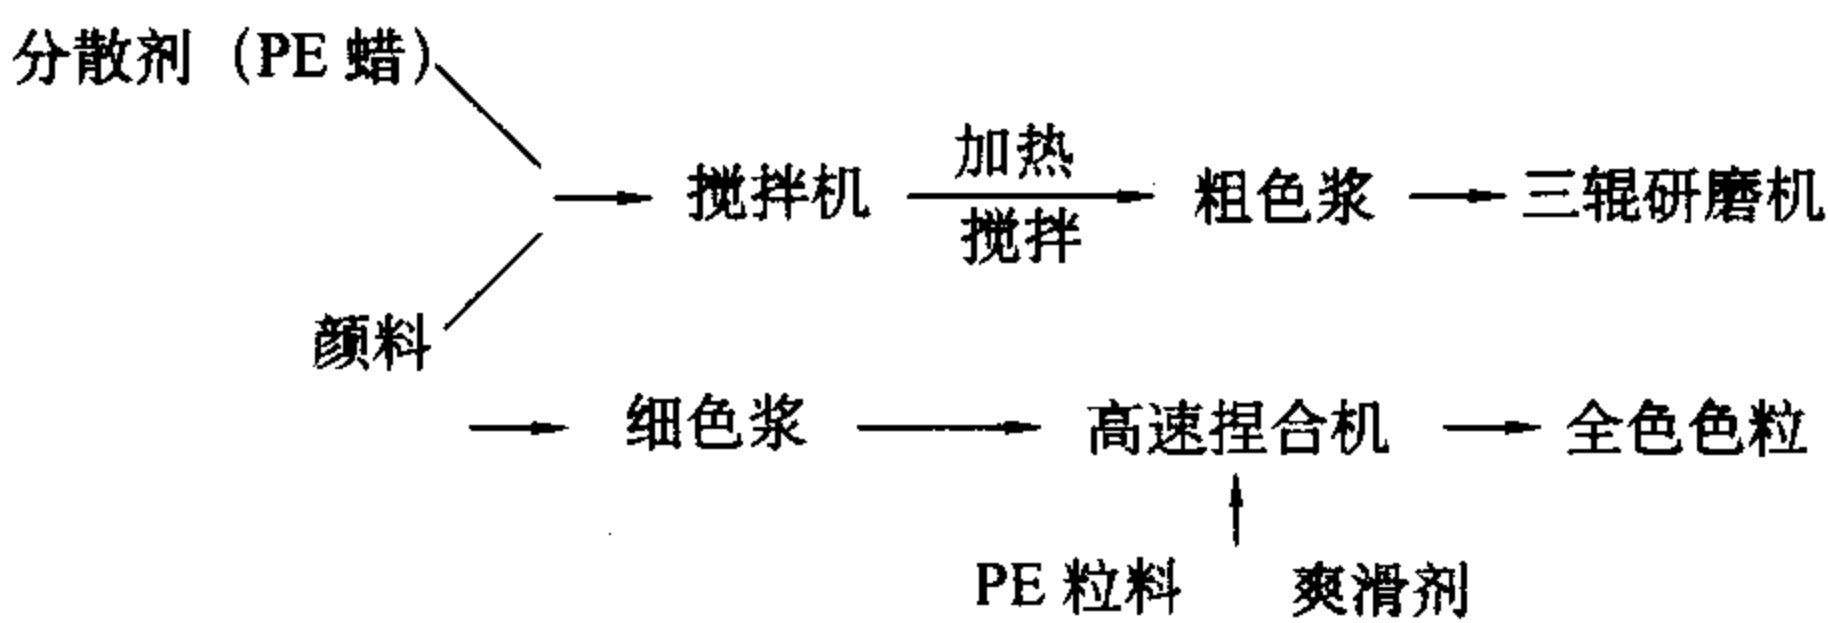 分散剂（PE 蜡）
加热
搅拌机 粗色浆 三辊研磨机
搅拌
颜料
细色浆 高速捏合机 全色色粒
PE 粒料 爽滑剂